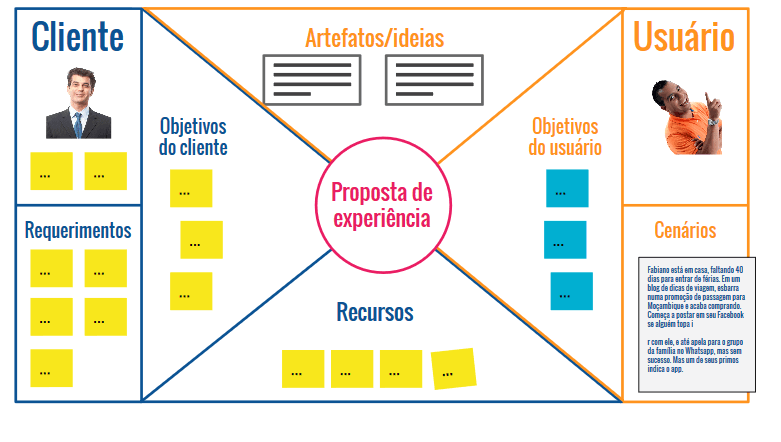 Cliente
Artefatos/ideias
Usuário
Objetivos
do cliente
Objetivos
do usuário
...
...
...
...
...
Proposta de
experiência
...
...
...
Requerimentos
Cenários
...
...
...
...
...
Recursos
...
...
...
...
Fabiano está em casa, faltando 40
dias para entrar de férias. Em um
blog de dicas de viagem, esbarra
numa promoção de passagem para
Moçambique e acaba comprando.
Começa a postar em seu Facebook
se alguém topa i
r com ele, e até apela para o grupo
da família no Whatsapp, mas sem
sucesso. Mas um de seus primos
indica o app.